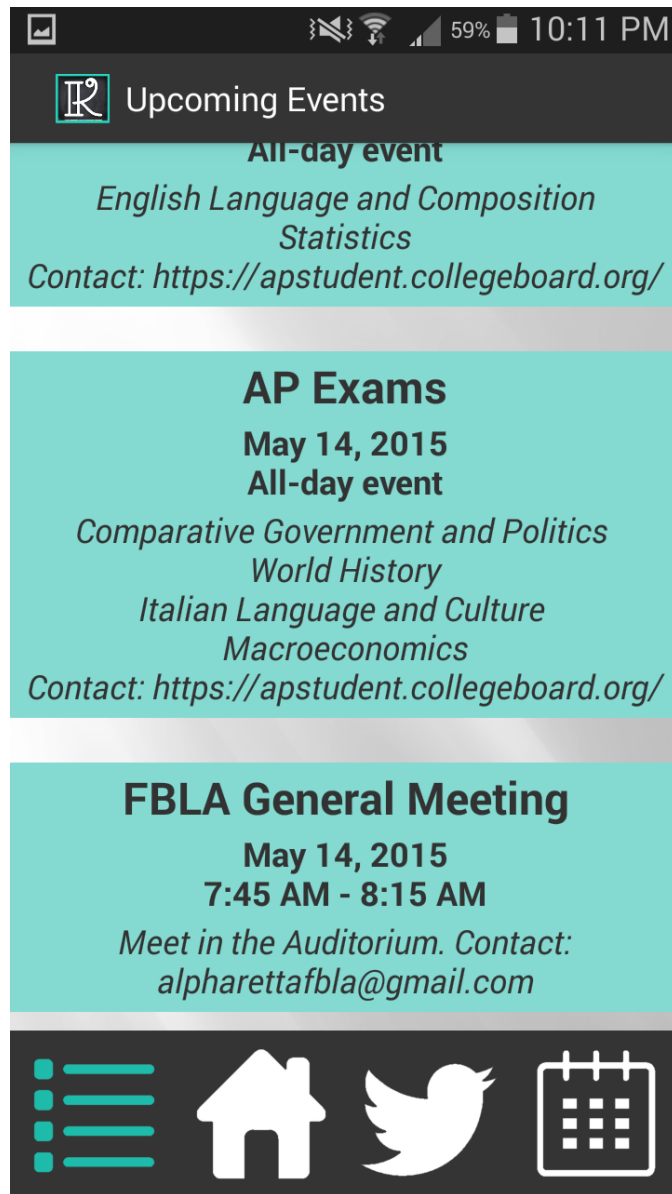 59% 10:11 PM
Upcoming Events
All-day event
English Language and Composition
Statistics
Contact: https://apstudent.collegeboard.org/
AP Exams
May 14, 2015
All-day event
Comparative Government and Politics
World History
Italian Language and Culture
Macroeconomics
Contact: https://apstudent.collegeboard.org/
FBLA General Meeting
May 14, 2015
7:45 AM - 8:15 AM
Meet in the Auditorium. Contact:
alpharettafbla@gmail.com